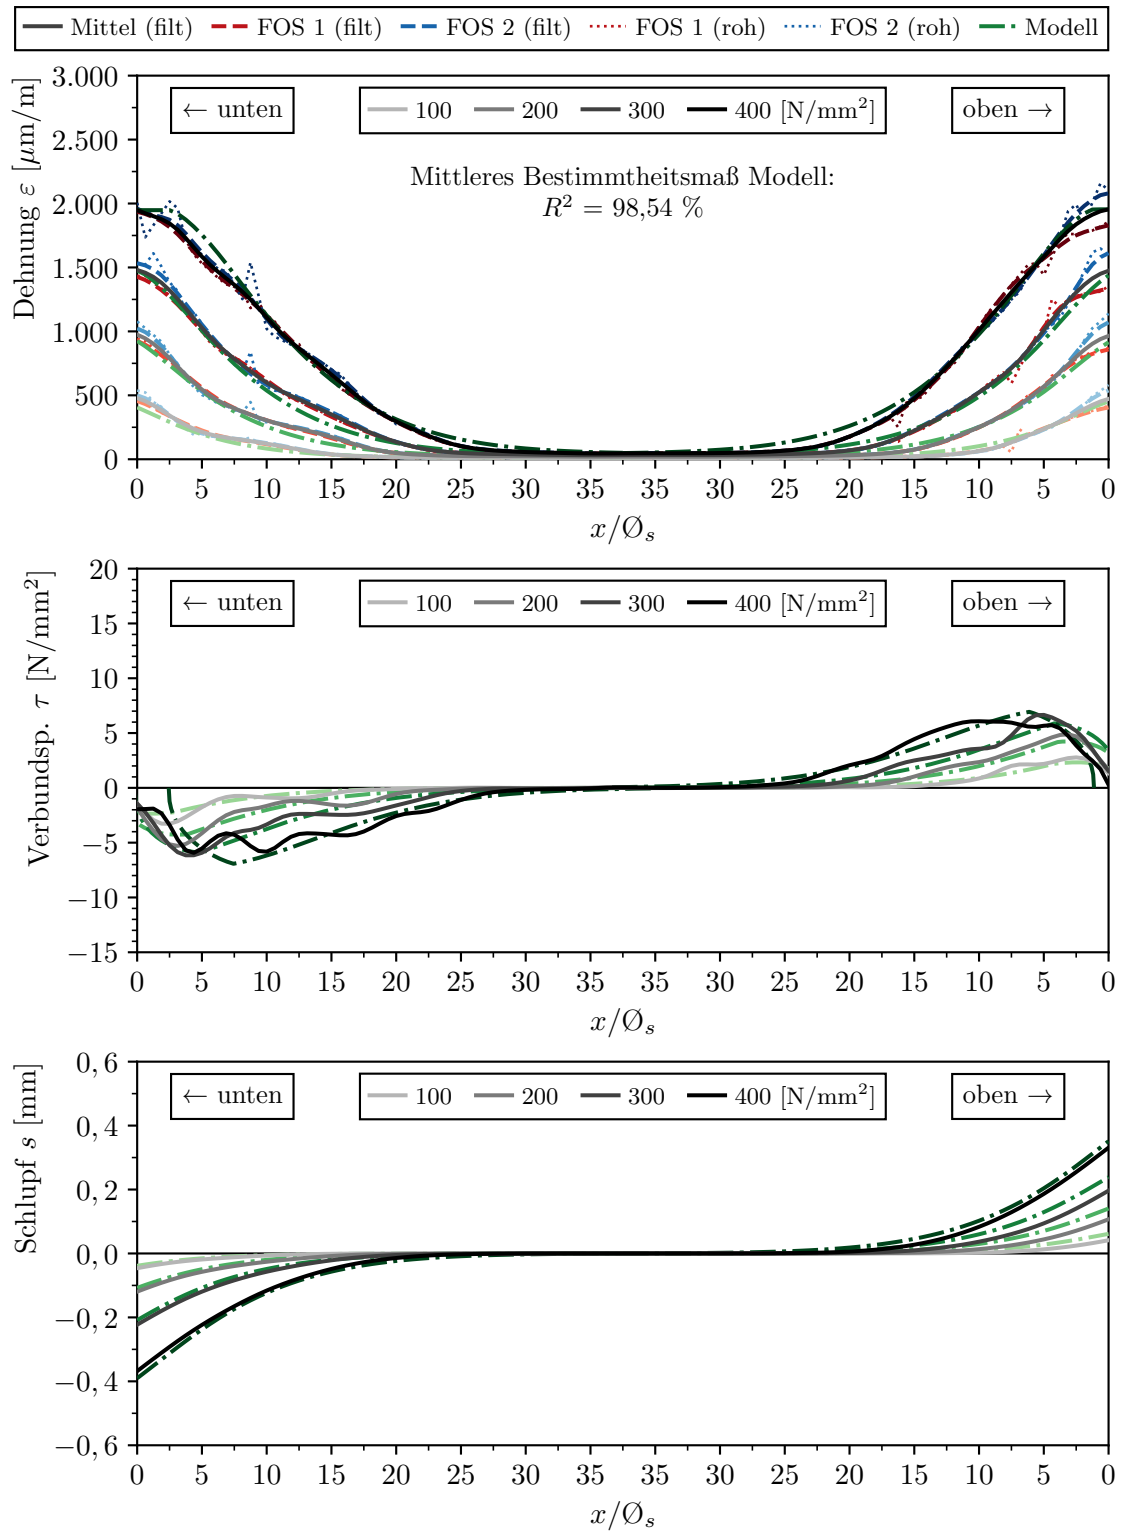 Mittel (filt) FOS 1 (filt) FOS 2 (filt) FOS 1 (roh) FOS 2 (roh) Modell
← unten 100 200 300 400 [N/mm²] oben →
Mittleres Bestimmtheitsmaß Modell:
R² = 98,54 %
Dehnung ε [μm/m]
3.000
2.500
2.000
1.500
1.000
500
0
0 5 10 15 20 25 30 35 35 30 25 20 15 10 5 0
x/Øₛ
← unten 100 200 300 400 [N/mm²] oben →
Verbundsp. τ [N/mm²]
20
15
10
5
0
−5
−10
−15
0 5 10 15 20 25 30 35 35 30 25 20 15 10 5 0
x/Øₛ
← unten 100 200 300 400 [N/mm²] oben →
Schlupf s [mm]
0,6
0,4
0,2
0,0
−0,2
−0,4
−0,6
0 5 10 15 20 25 30 35 35 30 25 20 15 10 5 0
x/Øₛ